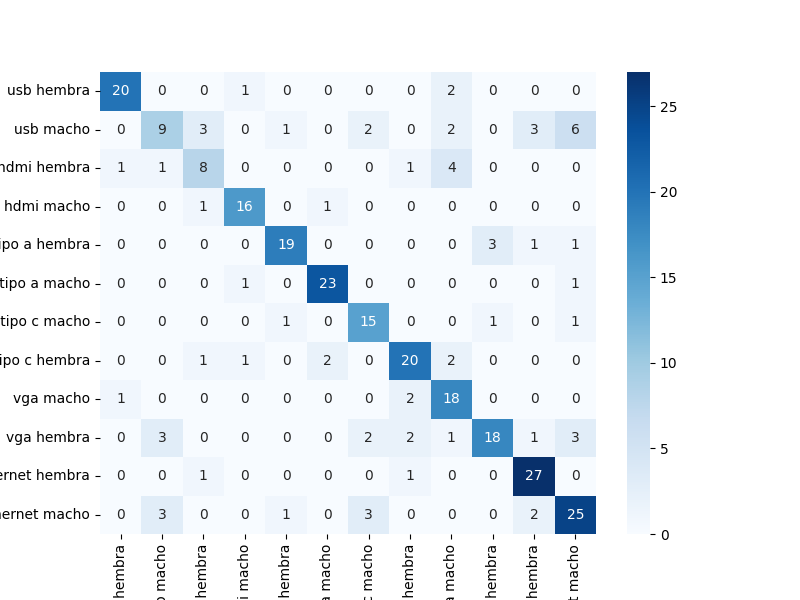 usb hembra 20 0 0 1 0 0 0 0 2 0 0 0
usb macho 0 9 3 0 1 0 2 0 2 0 3 6
hdmi hembra 1 1 8 0 0 0 0 1 4 0 0 0
hdmi macho 0 0 1 16 0 1 0 0 0 0 0 0
tipo a hembra 0 0 0 0 19 0 0 0 0 3 1 1
tipo a macho 0 0 0 1 0 23 0 0 0 0 0 1
tipo c macho 0 0 0 0 1 0 15 0 0 1 0 1
tipo c hembra 0 0 1 1 0 2 0 20 2 0 0 0
vga macho 1 0 0 0 0 0 0 2 18 0 0 0
vga hembra 0 3 0 0 0 0 2 2 1 18 1 3
ernet hembra 0 0 1 0 0 0 0 1 0 0 27 0
ernet macho 0 3 0 0 1 0 3 0 0 0 2 25
hembra
macho
hembra
macho
hembra
a macho
c macho
hembra
a macho
hembra
hembra
t macho
25
20
15
10
5
0